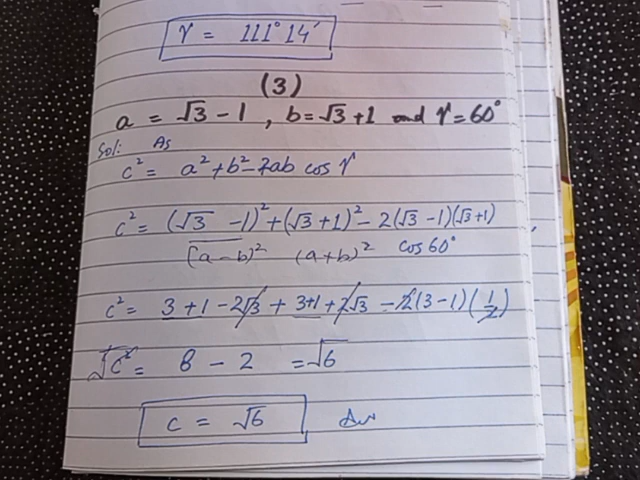 γ = 111° 14′
(3)
a = √3 - 1 , b = √3 + 1 and γ = 60°
Sol: As
c² = a² + b² - 2ab cos γ
c² = (√3 - 1)² + (√3 + 1)² - 2(√3 - 1)(√3 + 1)
(a - b)² (a + b)² cos 60°
c² = 3 + 1 - 2√3 + 3 + 1 + 2√3 - 2(3 - 1)(1/2)
√c² = 8 - 2 = √6
c = √6 Ans